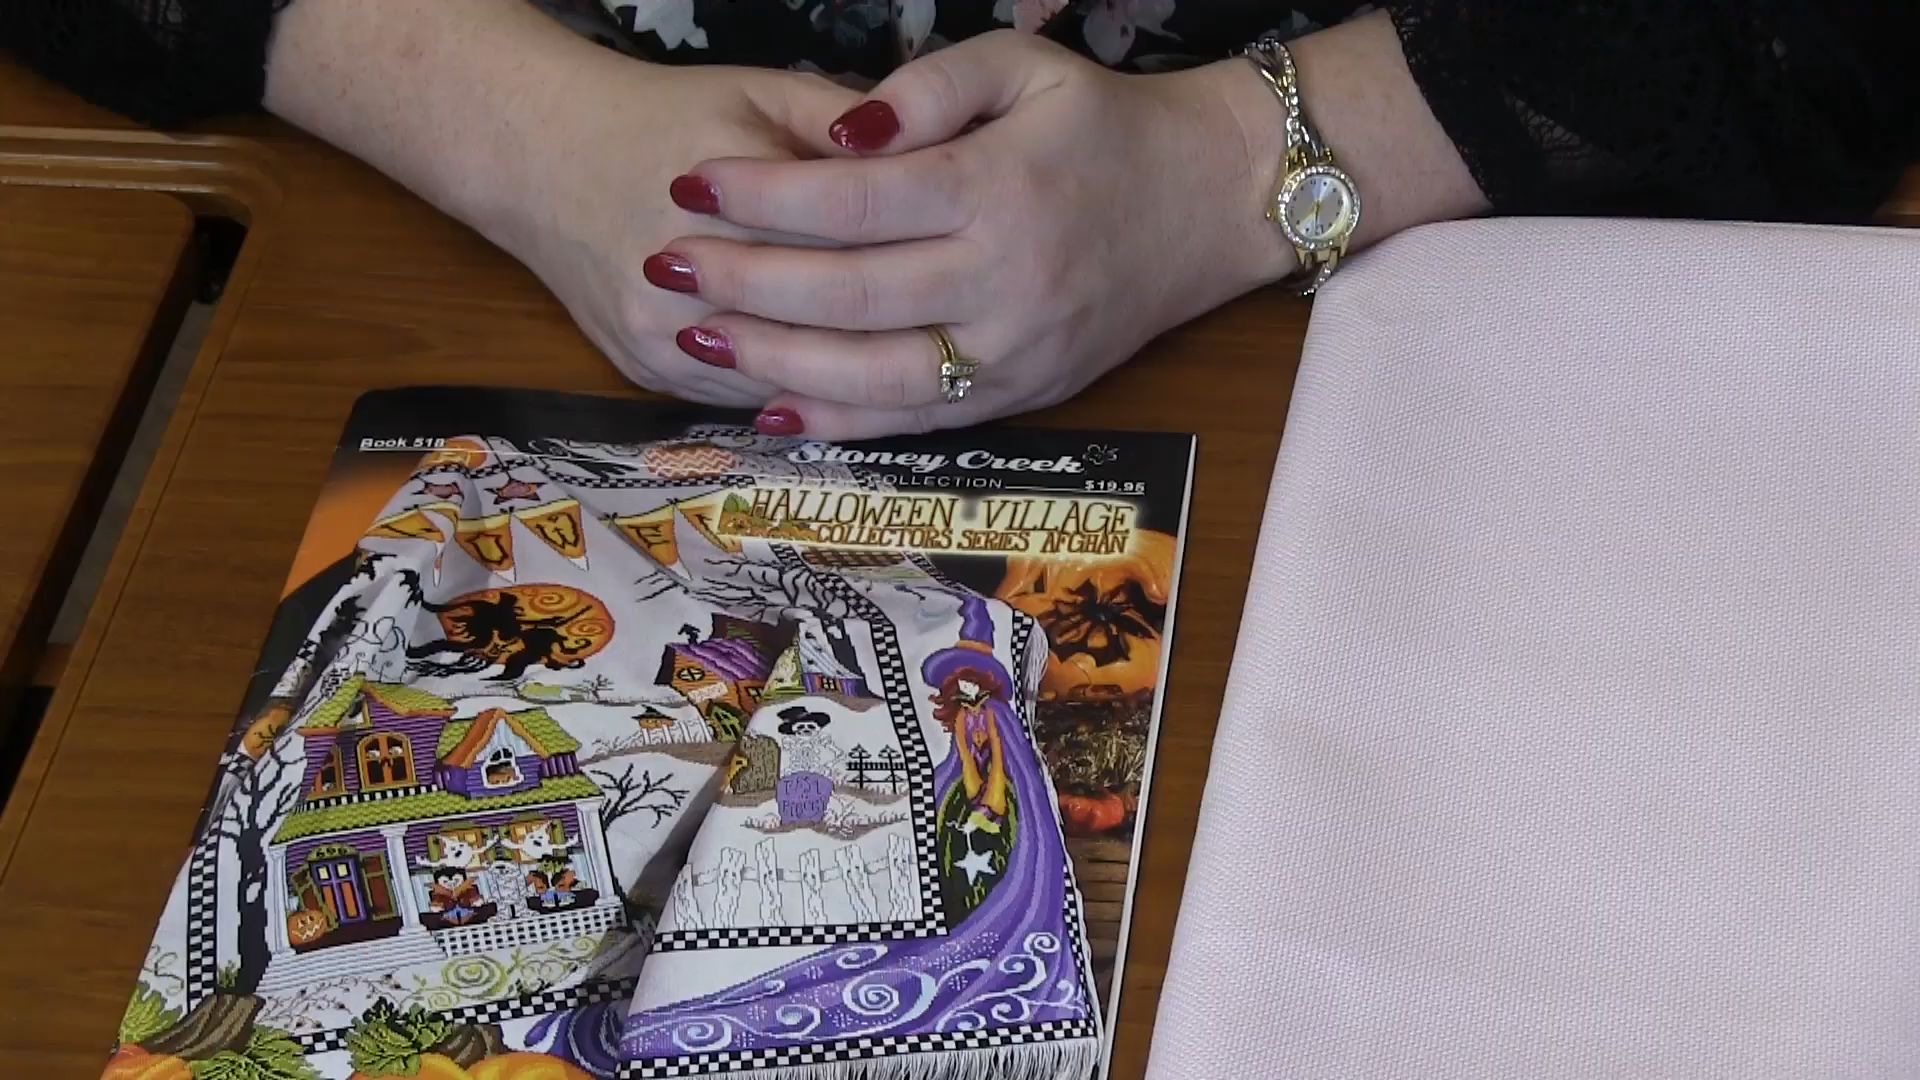 Book 518
Stoney Creek
COLLECTION
$19.95
HALLOWEEN VILLAGE
COLLECTORS SERIES AFGHAN